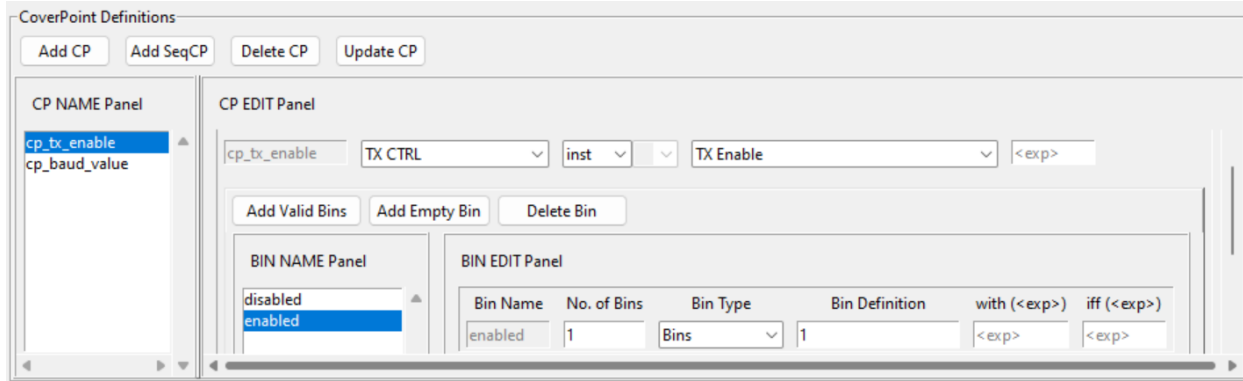 CoverPoint Definitions
Add CP Add SeqCP Delete CP Update CP
CP NAME Panel
cp_tx_enable
cp_baud_value
CP EDIT Panel
cp_tx_enable TX CTRL inst TX Enable <exp>
Add Valid Bins Add Empty Bin Delete Bin
BIN NAME Panel
disabled
enabled
BIN EDIT Panel
Bin Name No. of Bins Bin Type Bin Definition with (<exp>) iff (<exp>)
enabled 1 Bins 1 <exp> <exp>